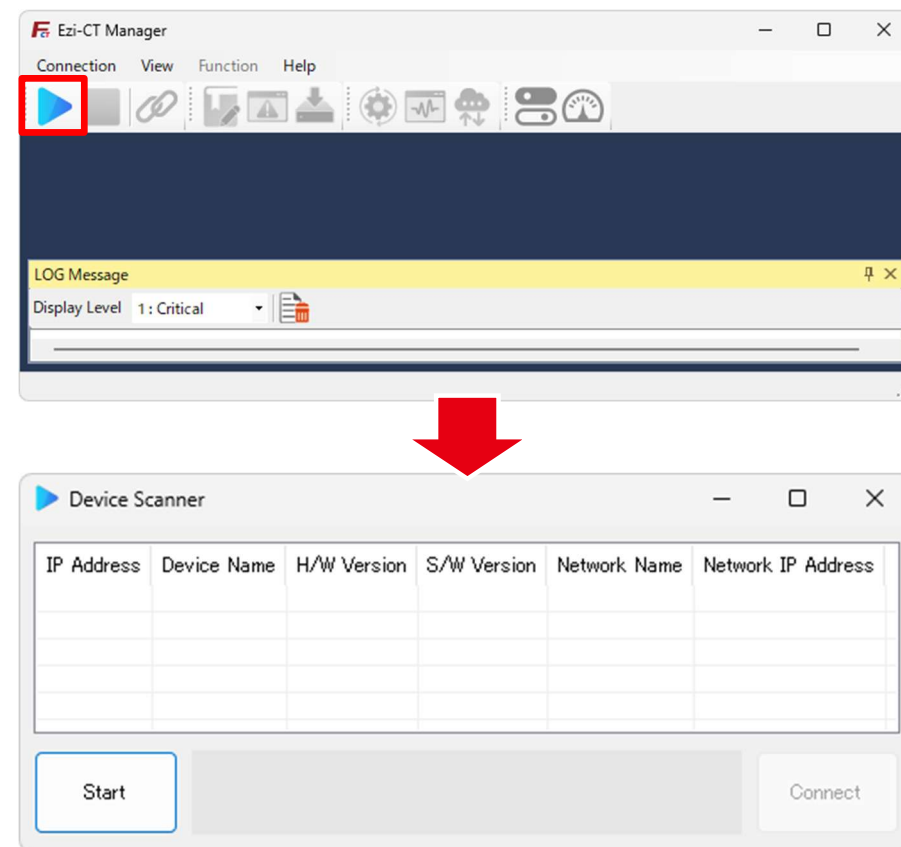 Ezi-CT Manager
Connection View Function Help
LOG Message
Display Level 1 : Critical
Device Scanner
IP Address Device Name H/W Version S/W Version Network Name Network IP Address
Start Connect